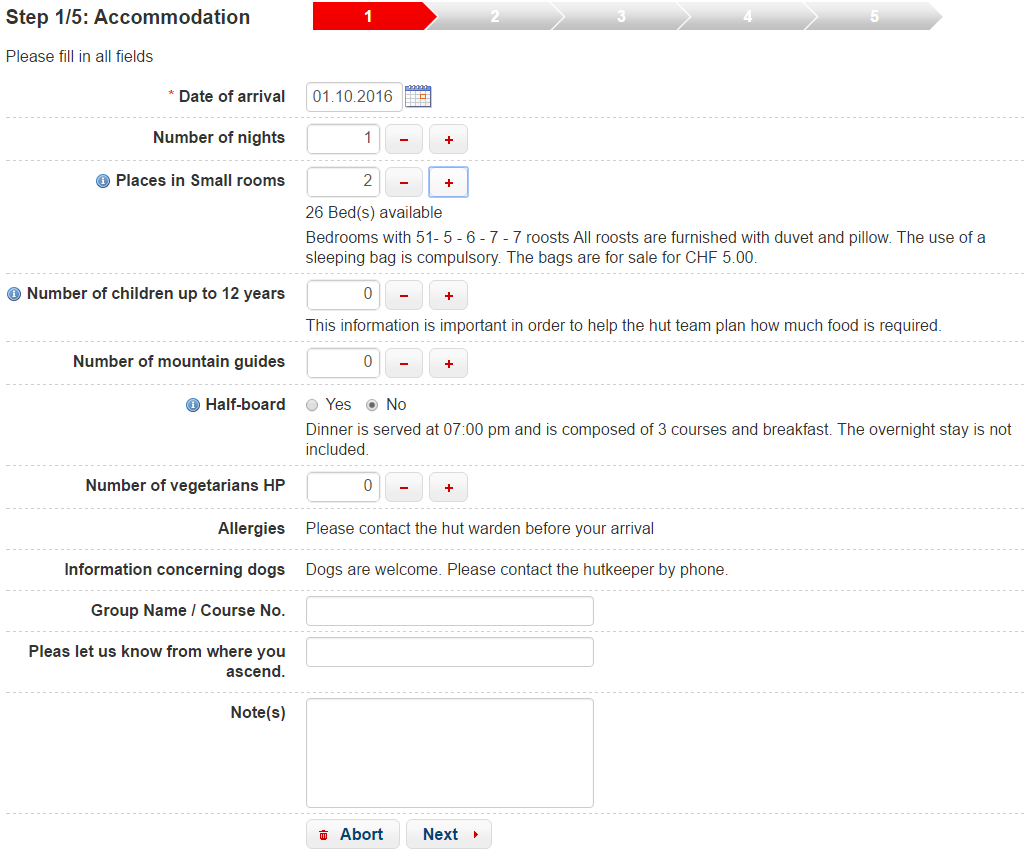 Step 1/5: Accommodation
1 2 3 4 5
Please fill in all fields
* Date of arrival 01.10.2016
Number of nights 1 - +
i Places in Small rooms 2 - +
26 Bed(s) available
Bedrooms with 51- 5 - 6 - 7 - 7 roosts All roosts are furnished with duvet and pillow. The use of a
sleeping bag is compulsory. The bags are for sale for CHF 5.00.
i Number of children up to 12 years 0 - +
This information is important in order to help the hut team plan how much food is required.
Number of mountain guides 0 - +
i Half-board Yes No
Dinner is served at 07:00 pm and is composed of 3 courses and breakfast. The overnight stay is not
included.
Number of vegetarians HP 0 - +
Allergies Please contact the hut warden before your arrival
Information concerning dogs Dogs are welcome. Please contact the hutkeeper by phone.
Group Name / Course No.
Pleas let us know from where you
ascend.
Note(s)
Abort Next